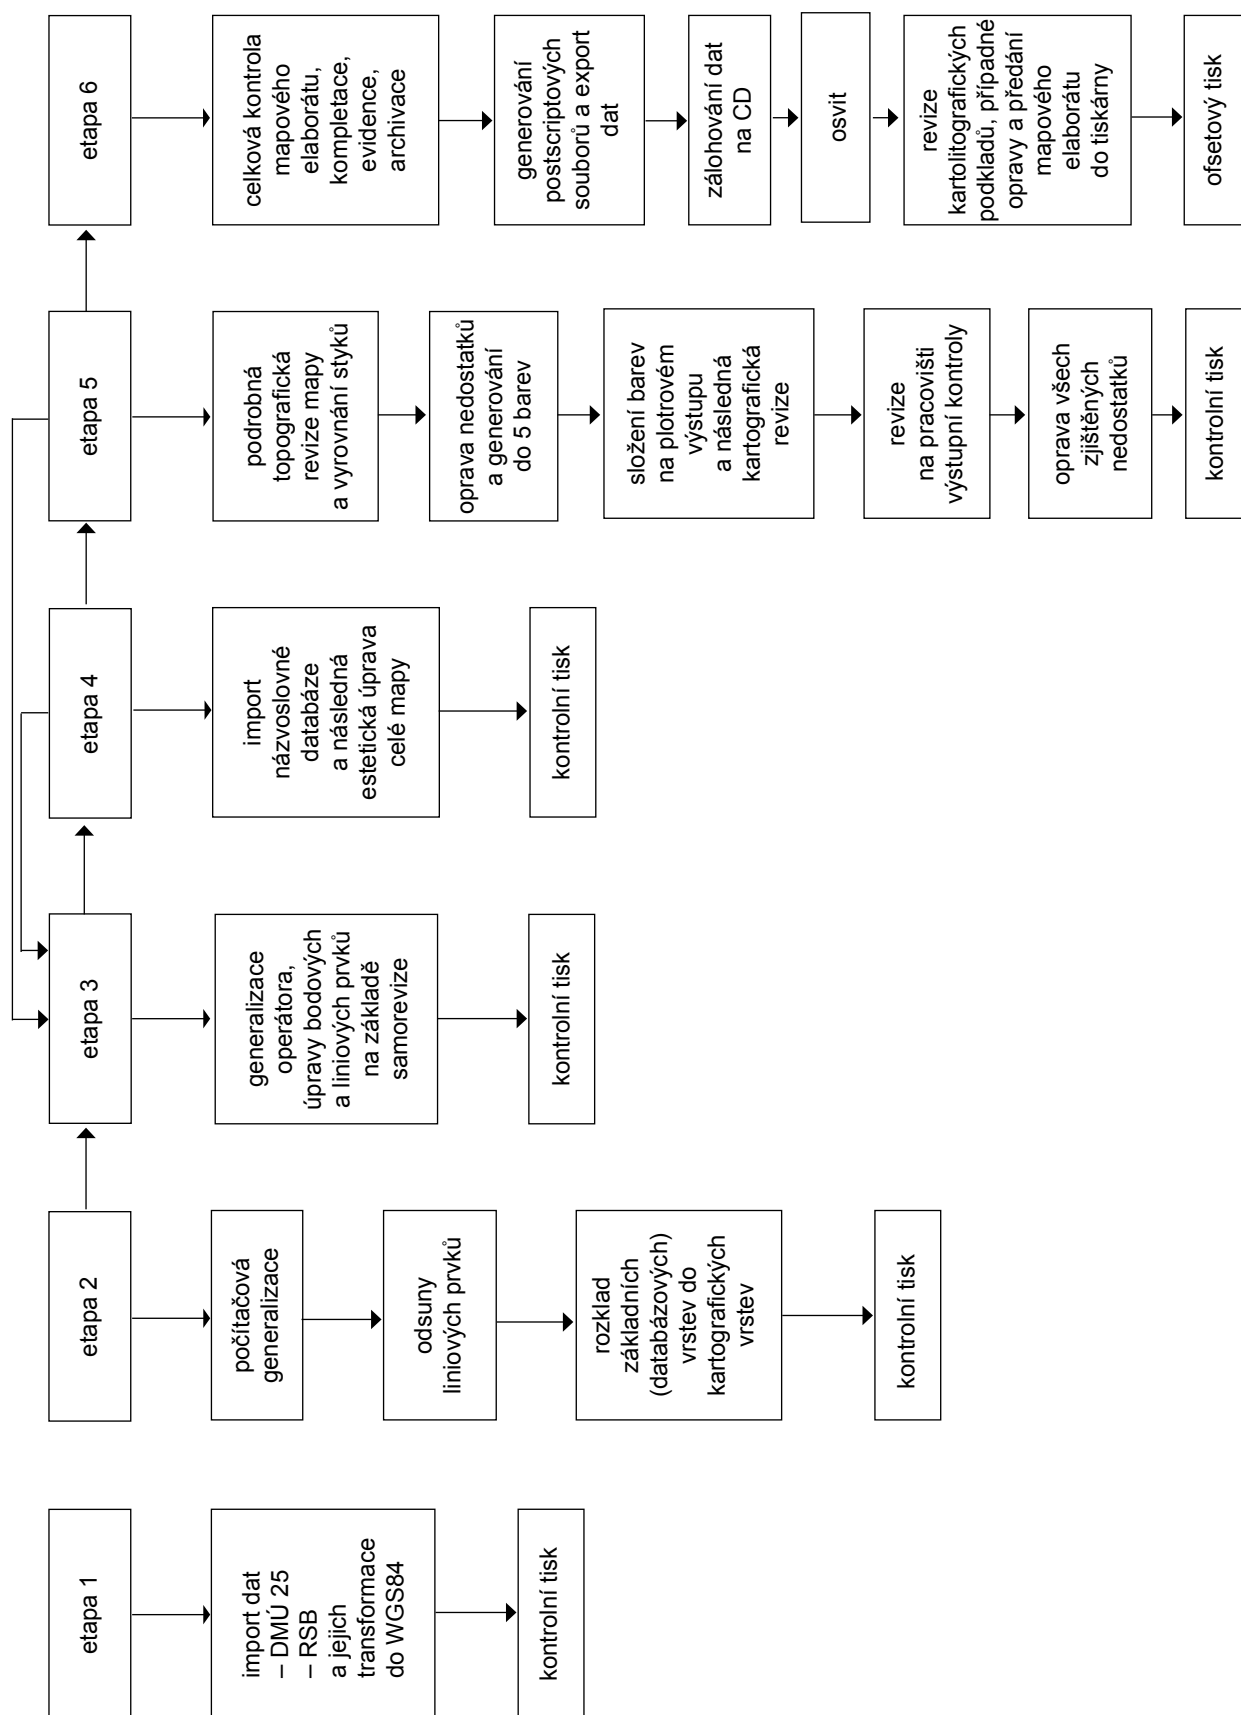 etapa 1
import dat
– DMÚ 25
– RSB
a jejich
transformace
do WGS84
kontrolní tisk
etapa 2
počítačová
generalizace
odsuny
liniových prvků
rozklad
základních
(databázových)
vrstev do
kartografických
vrstev
kontrolní tisk
etapa 3
generalizace
operátora,
úpravy bodových
a liniových prvků
na základě
samorevize
kontrolní tisk
etapa 4
import
názvoslovné
databáze
a následná
estetická úprava
celé mapy
kontrolní tisk
etapa 5
podrobná
topografická
revize mapy
a vyrovnání styků
oprava nedostatků
a generování
do 5 barev
složení barev
na plotrovém
výstupu
a následná
kartografická
revize
revize
na pracovišti
výstupní kontroly
oprava všech
zjištěných
nedostatků
kontrolní tisk
etapa 6
celková kontrola
mapového
elaborátu,
kompletace,
evidence,
archivace
generování
postscriptových
souborů a export
dat
zálohování dat
na CD
osvit
revize
kartolitografických
podkladů, případné
opravy a předání
mapového
elaborátu
do tiskárny
ofsetový tisk